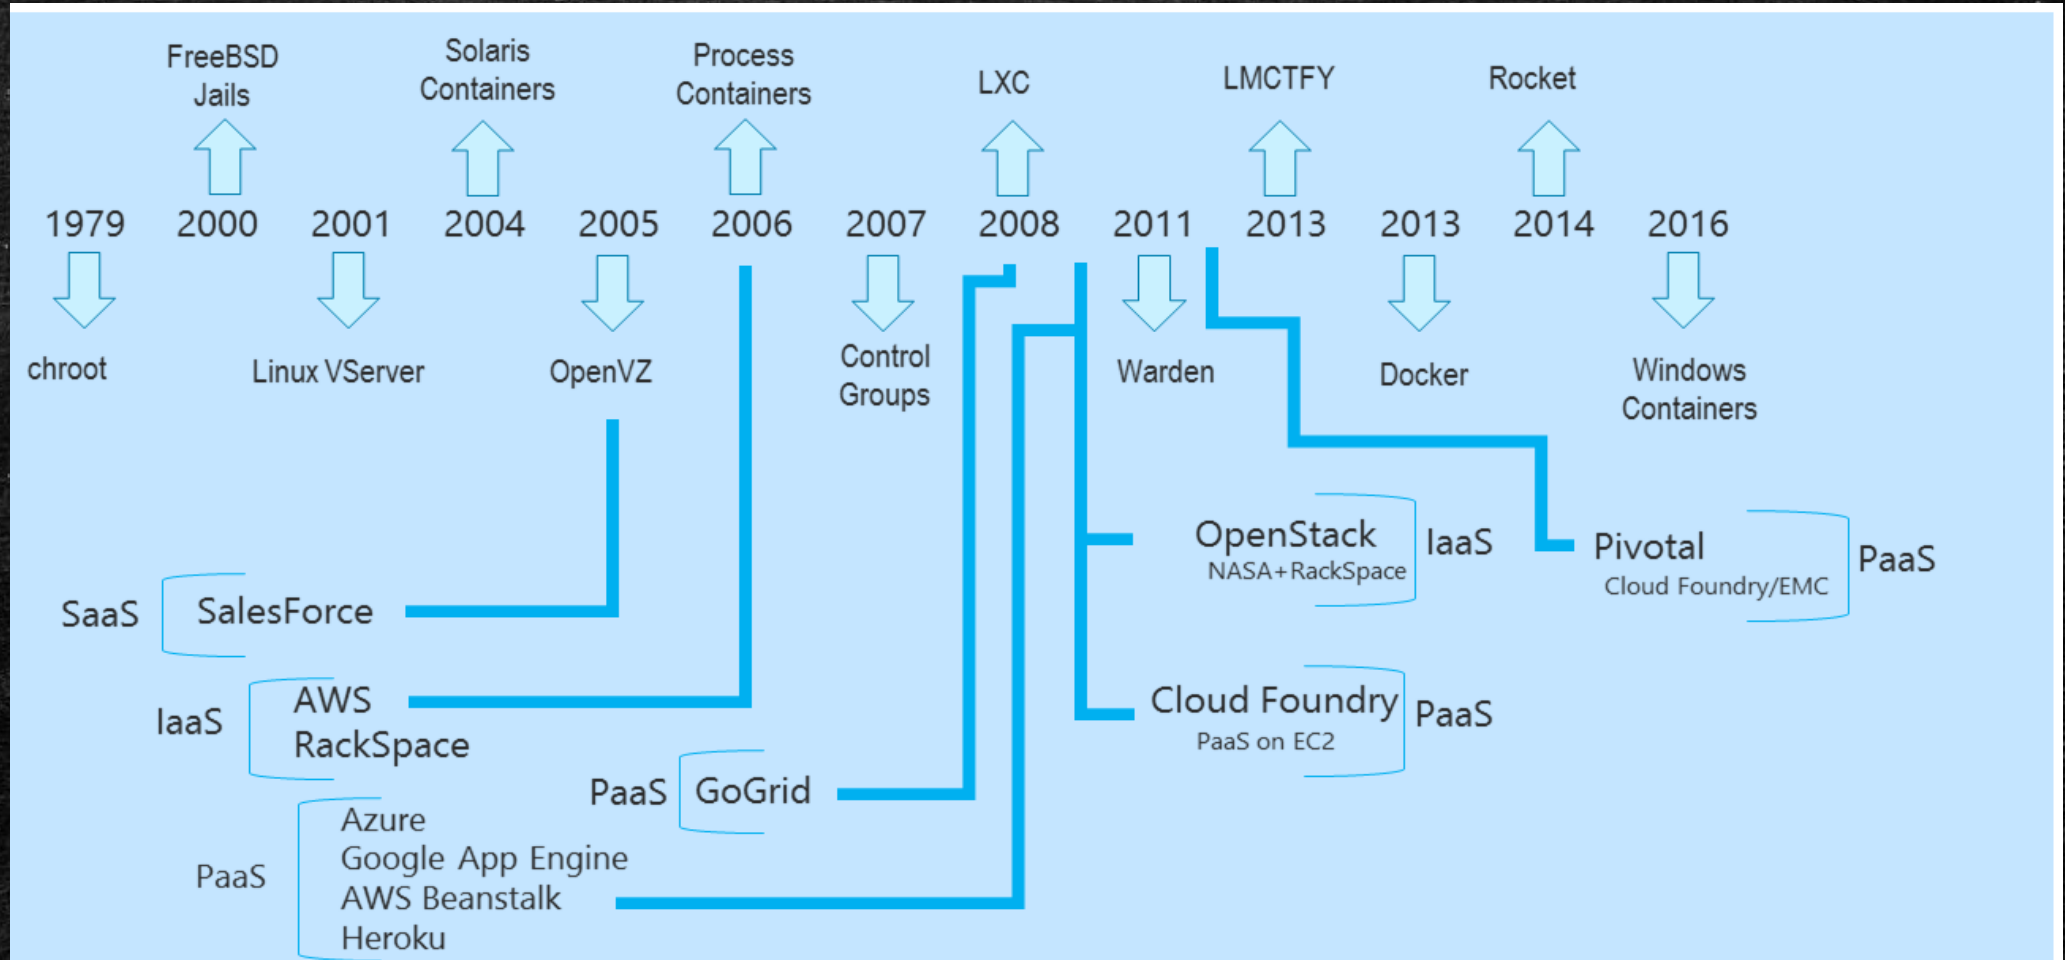 FreeBSD
Jails
Solaris
Containers
Process
Containers
LXC
LMCTFY
Rocket
1979 2000 2001 2004 2005 2006 2007 2008 2011 2013 2013 2014 2016
chroot
Linux VServer
OpenVZ
Control
Groups
Warden
Docker
Windows
Containers
SaaS
SalesForce
IaaS
AWS
RackSpace
PaaS
GoGrid
PaaS
Azure
Google App Engine
AWS Beanstalk
Heroku
OpenStack
NASA+RackSpace
IaaS
Cloud Foundry
PaaS on EC2
PaaS
Pivotal
Cloud Foundry/EMC
PaaS